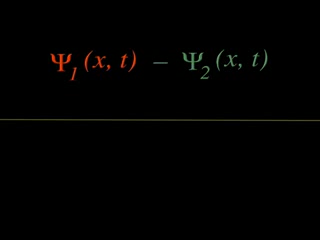 Ψ₁(x, t) – Ψ₂(x, t)